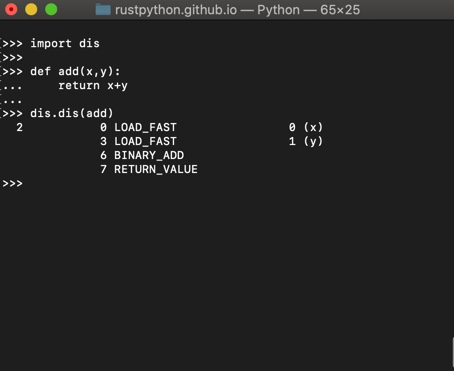 rustpython.github.io — Python — 65×25
[>>> import dis
[>>>
[>>> def add(x,y):
[...     return x+y
[...
[>>> dis.dis(add)
  2           0 LOAD_FAST                0 (x)
              3 LOAD_FAST                1 (y)
              6 BINARY_ADD
              7 RETURN_VALUE
>>>